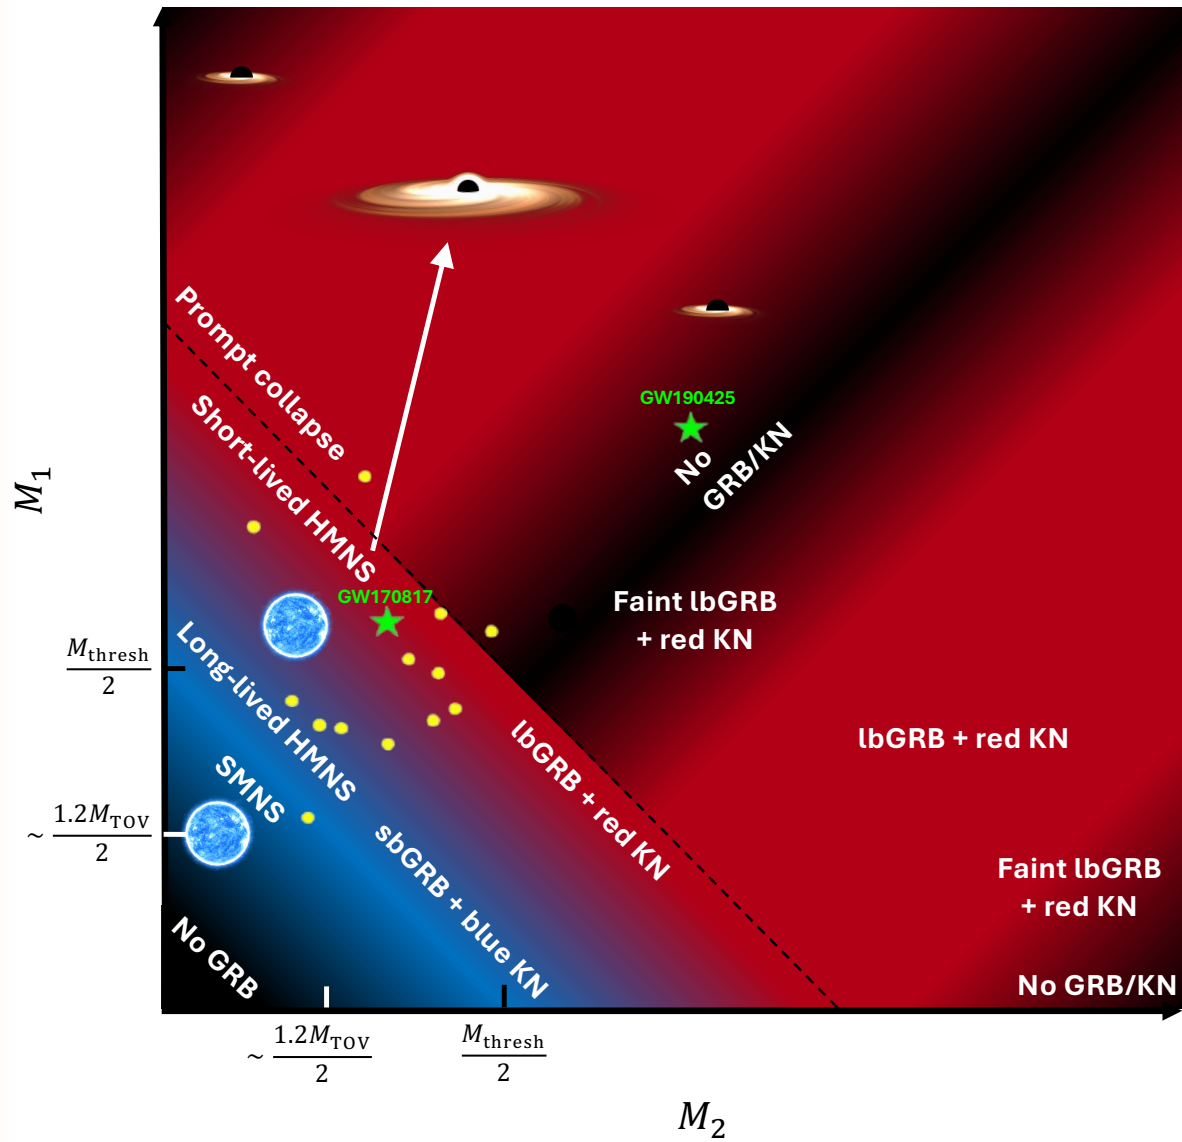 Prompt collapse
Short-lived HMNS
GW190425
No
GRB/KN
M₁
GW170817
Faint lbGRB
+ red KN
M_thresh
2
Long-lived HMNS
lbGRB + red KN
lbGRB + red KN
SMNS
~ 1.2M_TOV
2
sbGRB + blue KN
Faint lbGRB
+ red KN
No GRB
No GRB/KN
~ 1.2M_TOV
2
M_thresh
2
M₂